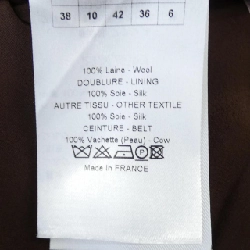 38 10 42 36 6
100% Laine - Wool
DOUBLURE - LINING
100% Soie - Silk
AUTRE TISSU - OTHER TEXTILE
100% Soie - Silk
CEINTURE - BELT
100% Vachette (Peau) - Cow
Made In FRANCE